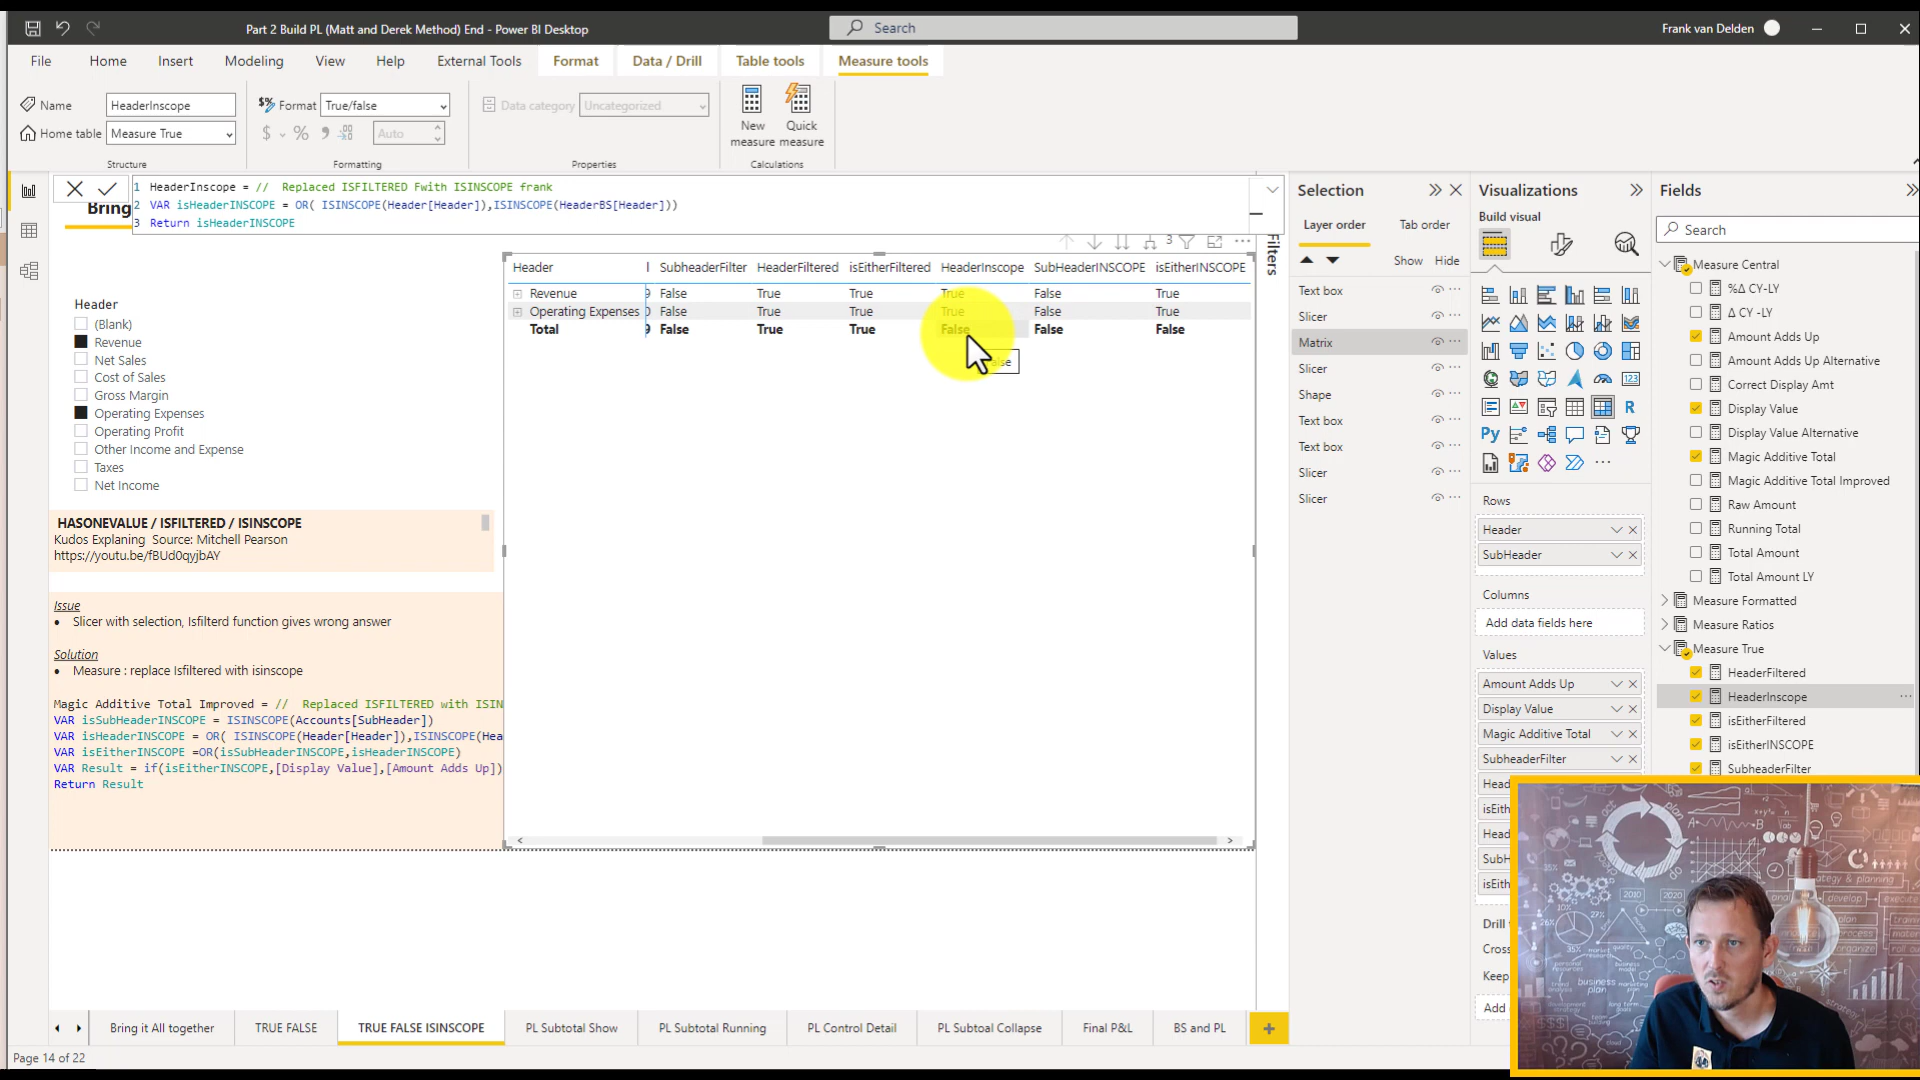 Part 2 Build PL (Matt and Derek Method) End - Power BI Desktop
Search
Frank van Delden
File Home Insert Modeling View Help External Tools Format Data / Drill Table tools Measure tools
Name HeaderInscope
Format True/false
Data category Uncategorized
Home table Measure True
$ % Auto
New measure
Quick measure
Structure
Formatting
Properties
Calculations
Bring
1 HeaderInscope = // Replaced ISFILTERED Fwith ISINSCOPE frank
2 VAR isHeaderINSCOPE = OR( ISINSCOPE(Header[Header]),ISINSCOPE(HeaderBS[Header]))
3 Return isHeaderINSCOPE
Header
(Blank)
Revenue
Net Sales
Cost of Sales
Gross Margin
Operating Expenses
Operating Profit
Other Income and Expense
Taxes
Net Income
HASONEVALUE / ISFILTERED / ISINSCOPE
Kudos Explaning Source: Mitchell Pearson
https://youtu.be/fBUd0qyjbAY
Issue
• Slicer with selection, Isfilterd function gives wrong answer
Solution
• Measure : replace Isfiltered with isinscope
Magic Additive Total Improved = // Replaced ISFILTERED with ISIN
VAR isSubHeaderINSCOPE = ISINSCOPE(Accounts[SubHeader])
VAR isHeaderINSCOPE = OR( ISINSCOPE(Header[Header]),ISINSCOPE(Hea
VAR isEitherINSCOPE =OR(isSubHeaderINSCOPE,isHeaderINSCOPE)
VAR Result = if(isEitherINSCOPE,[Display Value],[Amount Adds Up])
Return Result
3
Header l SubheaderFilter HeaderFiltered isEitherFiltered HeaderInscope SubHeaderINSCOPE isEitherINSCOPE
Revenue 9 False True True True False True
Operating Expenses 0 False True True True False True
Total 9 False True True False False False
Filters
Selection
Layer order Tab order
Show Hide
Text box
Slicer
Matrix
Slicer
Shape
Text box
Text box
Slicer
Slicer
Visualizations
Build visual
123
R
Py
Rows
Header
SubHeader
Columns
Add data fields here
Values
Amount Adds Up
Display Value
Magic Additive Total
SubheaderFilter
Head
isEith
Head
SubH
isEith
Drill
Cross
Keep
Add
Fields
Search
Measure Central
%Δ CY-LY
Δ CY -LY
Amount Adds Up
Amount Adds Up Alternative
Correct Display Amt
Display Value
Display Value Alternative
Magic Additive Total
Magic Additive Total Improved
Raw Amount
Running Total
Total Amount
Total Amount LY
Measure Formatted
Measure Ratios
Measure True
HeaderFiltered
HeaderInscope
isEitherFiltered
isEitherINSCOPE
SubheaderFilter
Bring it All together TRUE FALSE TRUE FALSE ISINSCOPE PL Subtotal Show PL Subtotal Running PL Control Detail PL Subtoal Collapse Final P&L BS and PL
Page 14 of 22